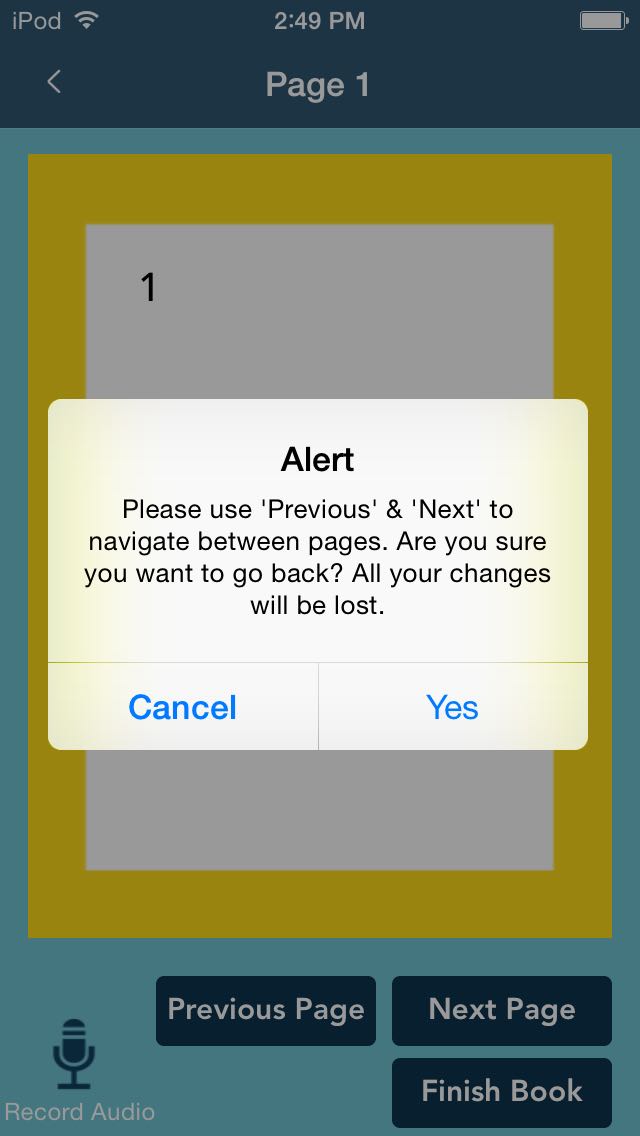 iPod 2:49 PM
Page 1
1
Alert
Please use 'Previous' & 'Next' to
navigate between pages. Are you sure
you want to go back? All your changes
will be lost.
Cancel Yes
Previous Page Next Page
Finish Book
Record Audio